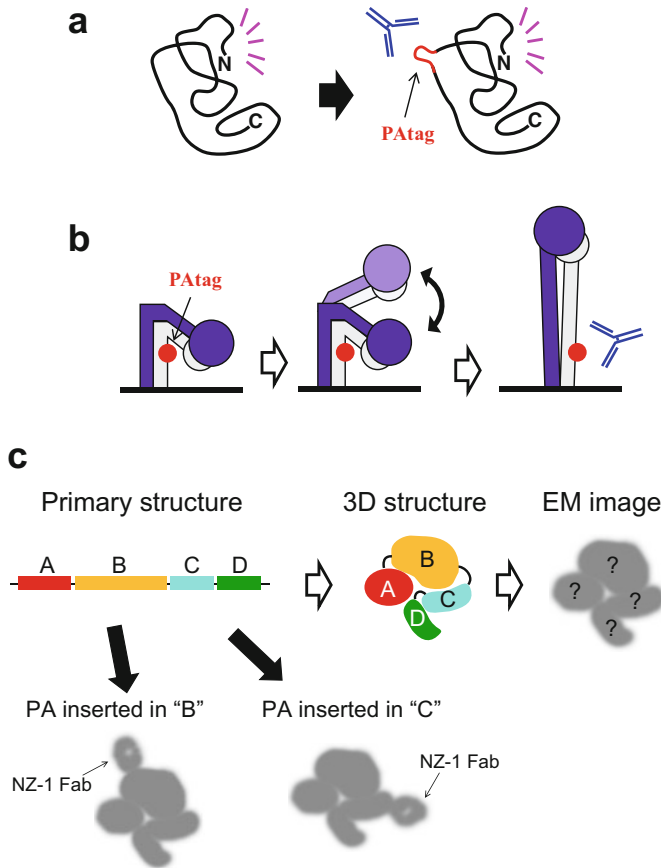 a
N
C
PAtag
N
C
b
PAtag
c
Primary structure
3D structure
EM image
A B C D
B
A
C
D
?
? ?
?
PA inserted in “B”
PA inserted in “C”
NZ-1 Fab
NZ-1 Fab